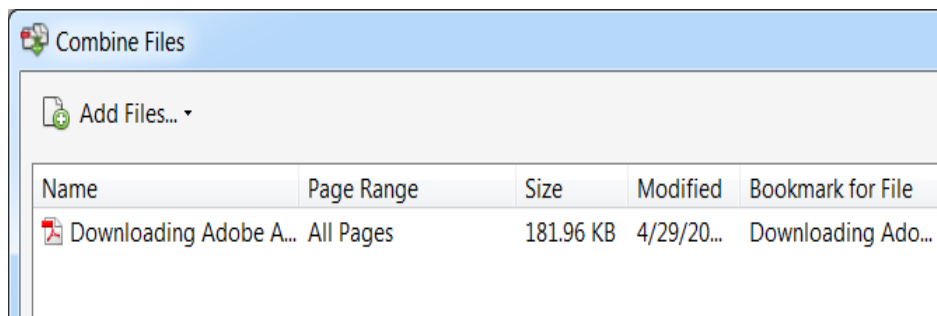 Combine Files
Add Files...
Name Page Range Size Modified Bookmark for File
Downloading Adobe A... All Pages 181.96 KB 4/29/20... Downloading Ado...